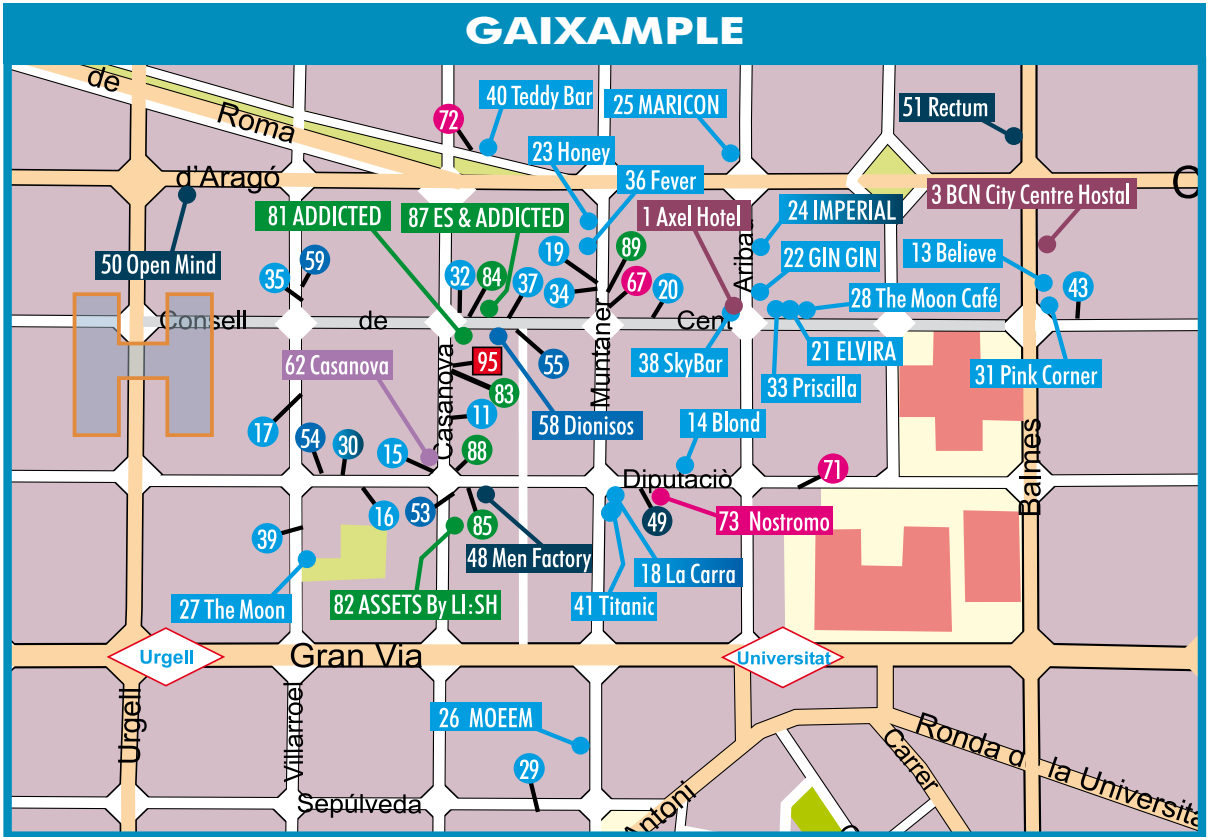 GAIXAMPLE
de
Roma
40 Teddy Bar
25 MARICON
51 Rectum
72
23 Honey
d'Aragó
36 Fever
C
81 ADDICTED
87 ES & ADDICTED
1 Axel Hotel
24 IMPERIAL
3 BCN City Centre Hostal
50 Open Mind
59
35
32
84
37
19
89
34
67
20
Aribau
22 GIN GIN
13 Believe
43
28 The Moon Café
Consell
de
Cent
62 Casanova
95
55
Muntaner
38 SkyBar
21 ELVIRA
33 Priscilla
31 Pink Corner
83
Casanova
11
58 Dionisos
14 Blond
17
54
30
15
88
Diputaciò
71
Balmes
16
53
85
49
73 Nostromo
39
48 Men Factory
18 La Carra
27 The Moon
82 ASSETS By LI:SH
41 Titanic
Urgell
Gran Via
Universitat
Urgell
Villarroel
26 MOEEM
29
Sepúlveda
Antoni
Carrer
Ronda de la Universita